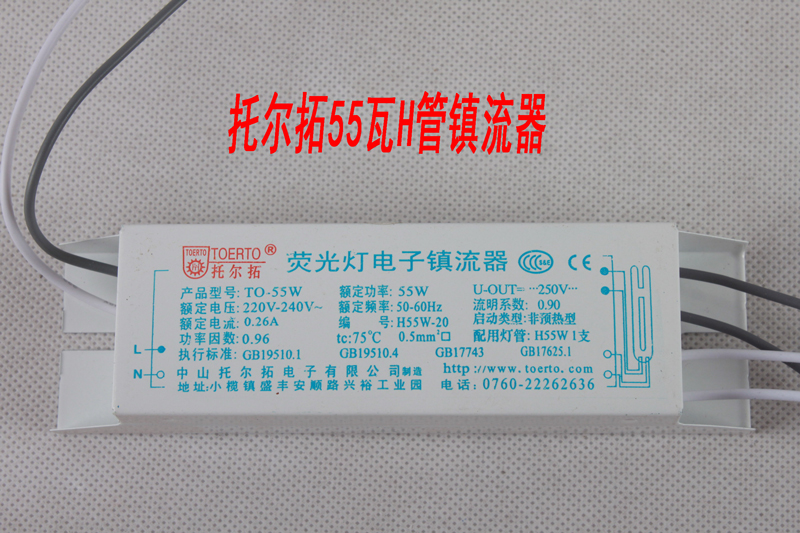 托尔拓55瓦H管镇流器
TOERTO TOERTO ® 荧光灯电子镇流器 CCC S&E CE
托尔拓
产品型号: TO-55W 额定功率: 55W U-OUT=···250V···
额定电压: 220V-240V~ 额定频率: 50-60Hz 流明系数: 0.90
额定电流: 0.26A 编 号: H55W-20 启动类型: 非预热型
功率因数: 0.96 tc:75℃ 0.5mm²□ 配用灯管: H55W 1支
L
执行标准: GB19510.1 GB19510.4 GB17743 GB17625.1
N
中山托尔拓电子有限公司制造 http://www.toerto.com
地址: 小榄镇盛丰安顺路兴裕工业园 电话: 0760-22262636